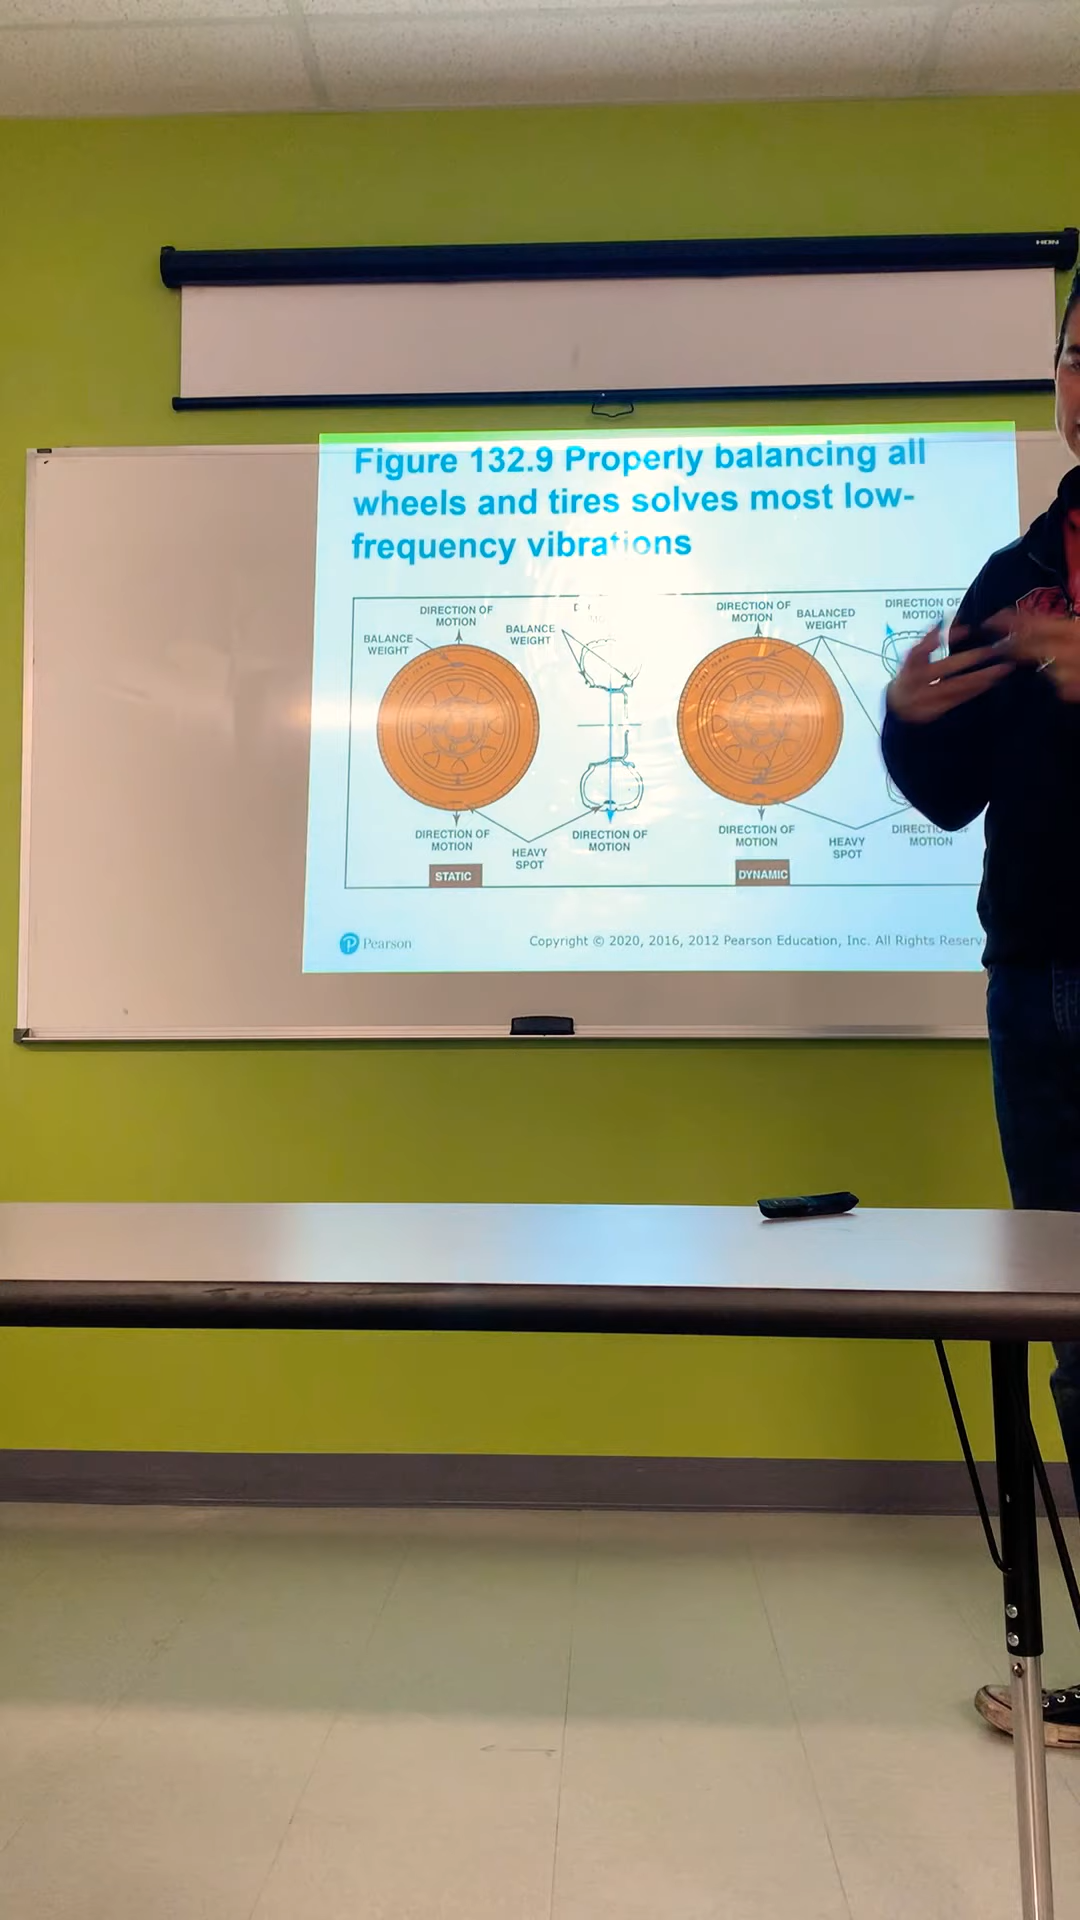 Figure 132.9 Properly balancing all
wheels and tires solves most low-
frequency vibrations
DIRECTION OF
MOTION
BALANCE
WEIGHT
BALANCE
WEIGHT
DIRECTION OF
MOTION
BALANCED
WEIGHT
DIRECTION OF
MOTION
DIRECTION OF
MOTION
HEAVY
SPOT
DIRECTION OF
MOTION
DIRECTION OF
MOTION
HEAVY
SPOT
MOTION
STATIC
DYNAMIC
Pearson
Copyright © 2020, 2016, 2012 Pearson Education, Inc. All Rights